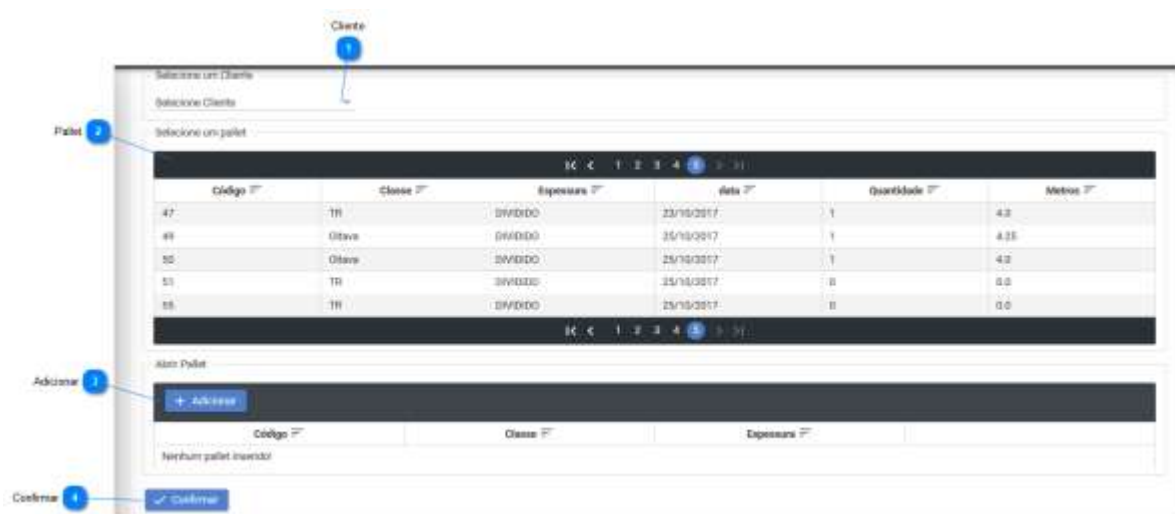 Cliente
1
Selecione um Cliente
Selecione Cliente
Pallet 2
Selecione um pallet
1 2 3 4 5
Código Classe Espessura data Quantidade Metros
47 TR DIVIDIDO 23/10/2017 1 4.0
49 Oitava DIVIDIDO 25/10/2017 1 4.25
50 Oitava DIVIDIDO 25/10/2017 1 4.0
51 TR DIVIDIDO 25/10/2017 0 0.0
55 TR DIVIDIDO 25/10/2017 0 0.0
1 2 3 4 5
Abrir Pallet
Adicionar 3
+ Adicionar
Código Classe Espessura
Nenhum pallet inserido!
Confirmar 4
Confirmar